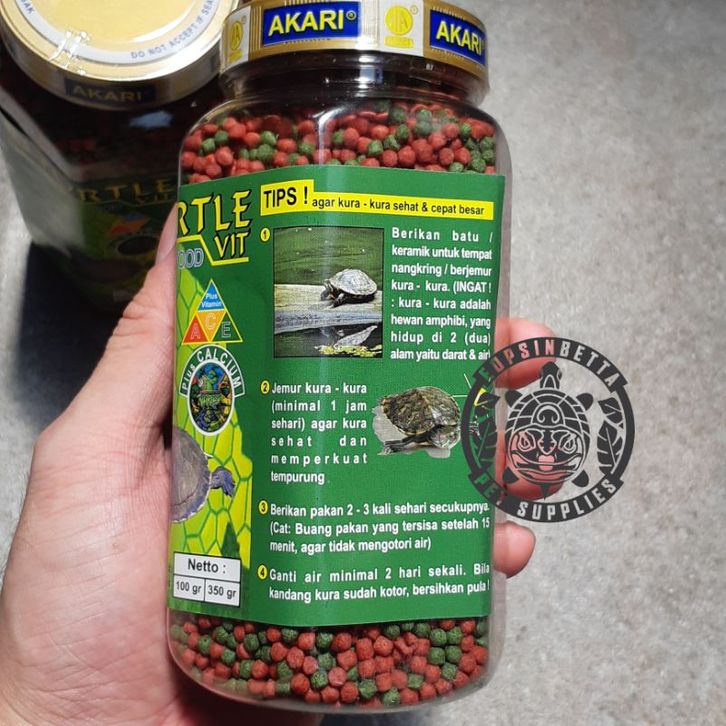 DO NOT ACCEPT IF SEA
AKARI
AKARI®
AKARI®
RTLE
VIT
RTLE
VIT
OOD
Plus
Vitamin
A C E
Plus CALCIUM
Netto :
100 gr 350 gr
TIPS ! agar kura - kura sehat & cepat besar
1 Berikan batu /
keramik untuk tempat
nangkring / berjemur
kura - kura. (INGAT !
: kura - kura adalah
hewan amphibi, yang
hidup di 2 (dua)
alam yaitu darat & air
2 Jemur kura - kura
(minimal 1 jam
sehari) agar kura
sehat dan
memperkuat
tempurung
3 Berikan pakan 2 - 3 kali sehari secukupnya.
(Cat: Buang pakan yang tersisa setelah 15
menit, agar tidak mengotori air)
4 Ganti air minimal 2 hari sekali. Bila
kandang kura sudah kotor, bersihkan pula !
FUPSINBETTA
PET SUPPLIES